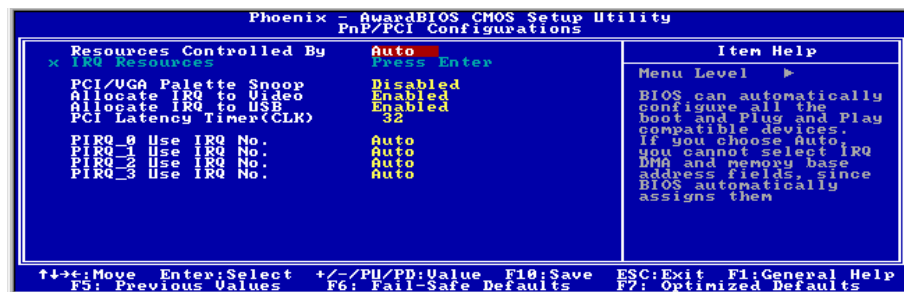 Phoenix - AwardBIOS CMOS Setup Utility
PnP/PCI Configurations
Resources Controlled By Auto
x IRQ Resources Press Enter
PCI/VGA Palette Snoop Disabled
Allocate IRQ to Video Enabled
Allocate IRQ to USB Enabled
PCI Latency Timer(CLK) 32
PIRQ_0 Use IRQ No. Auto
PIRQ_1 Use IRQ No. Auto
PIRQ_2 Use IRQ No. Auto
PIRQ_3 Use IRQ No. Auto
Item Help
Menu Level ►
BIOS can automatically
configure all the
boot and Plug and Play
compatible devices.
If you choose Auto,
you cannot select IRQ
DMA and memory base
address fields, since
BIOS automatically
assigns them
↑↓→←:Move Enter:Select +/-/PU/PD:Value F10:Save ESC:Exit F1:General Help
F5: Previous Values F6: Fail-Safe Defaults F7: Optimized Defaults